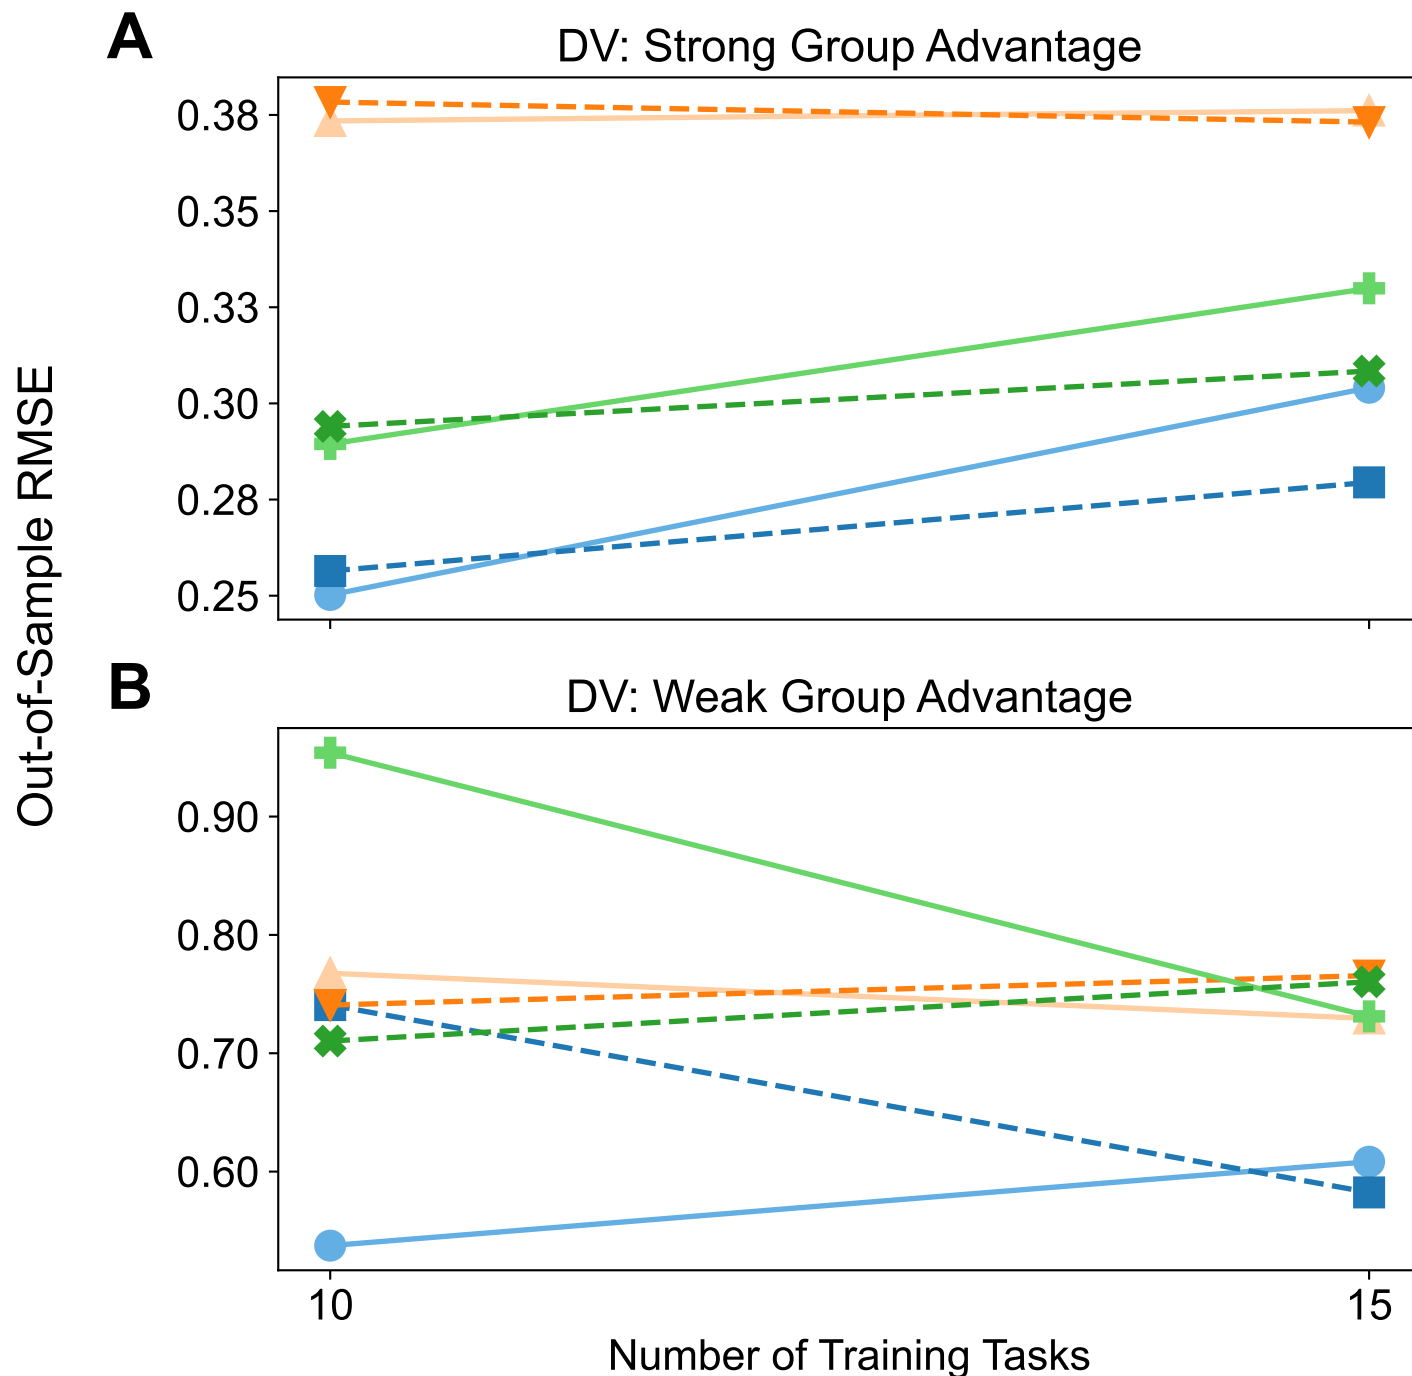 A
DV: Strong Group Advantage
0.38
0.35
0.33
0.30
0.28
0.25
Out-of-Sample RMSE
B
DV: Weak Group Advantage
0.90
0.80
0.70
0.60
10
15
Number of Training Tasks